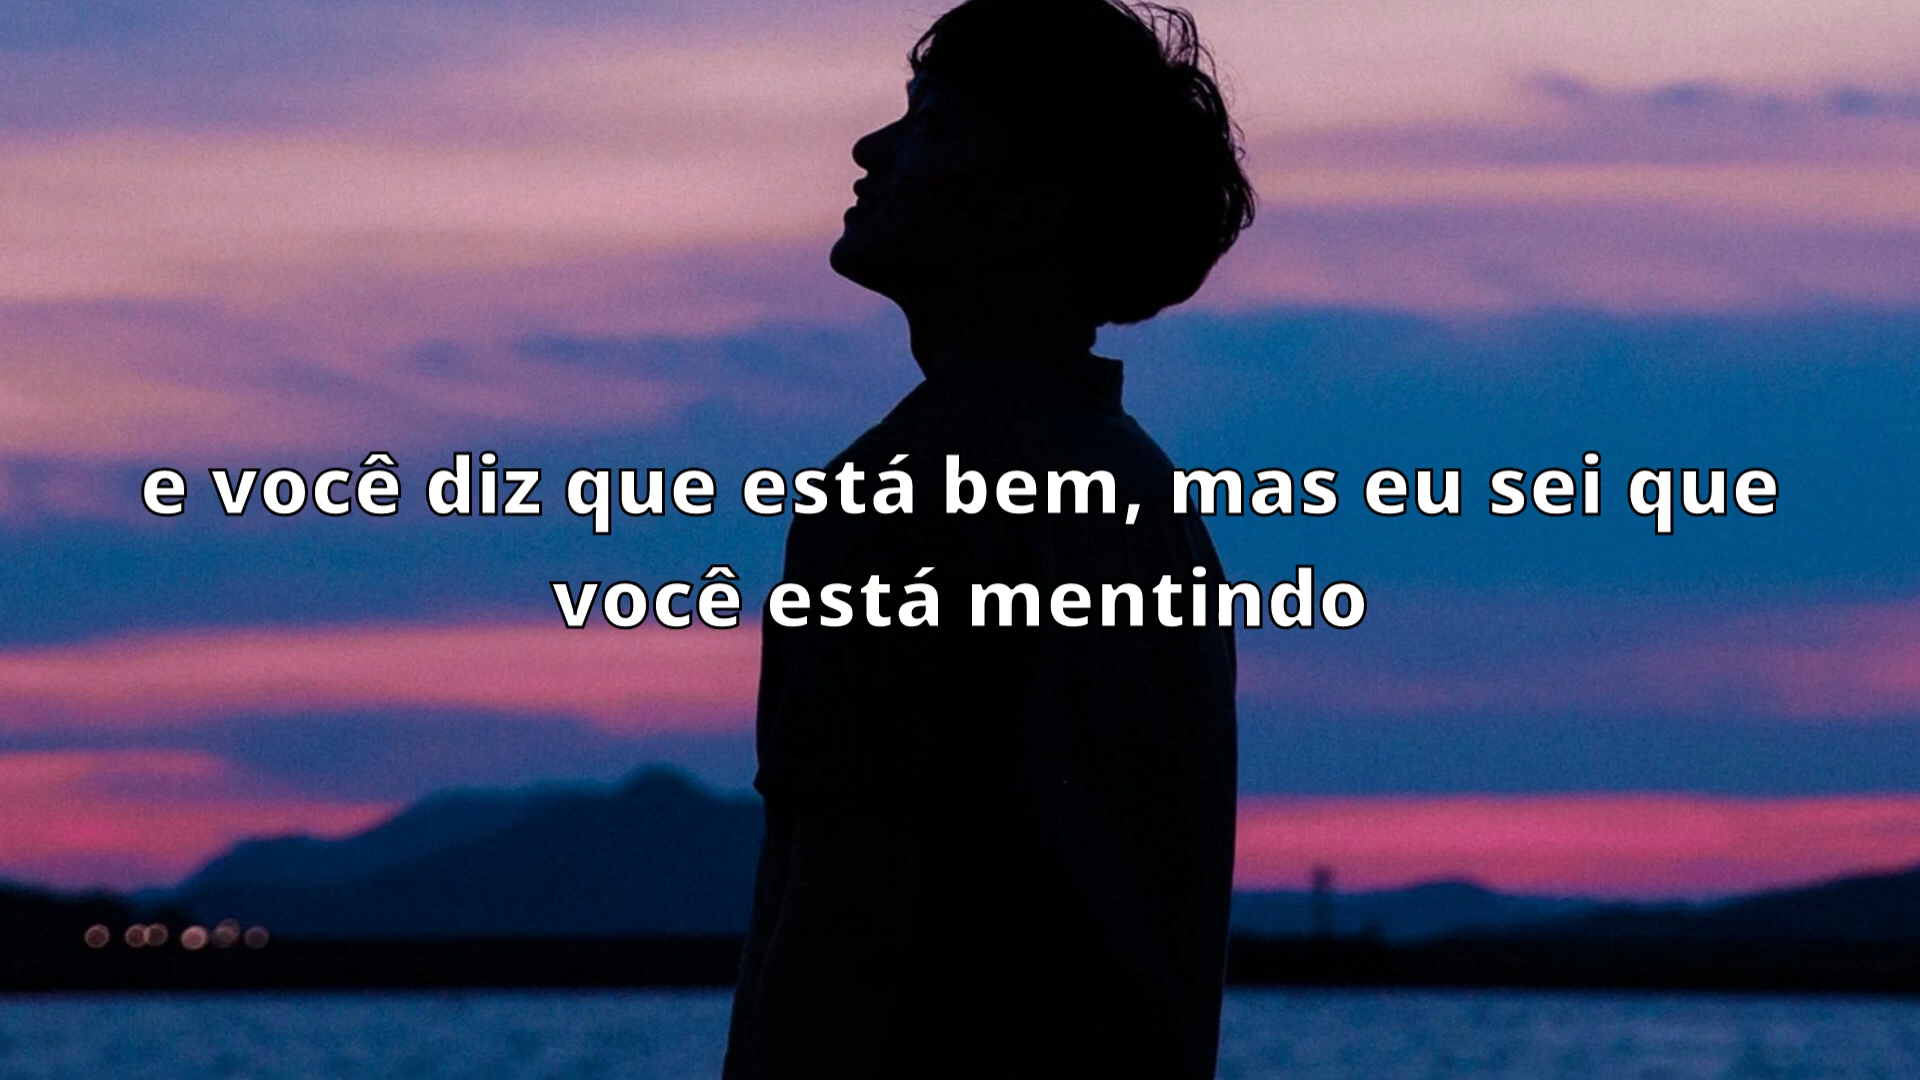 e você diz que está bem, mas eu sei que
você está mentindo